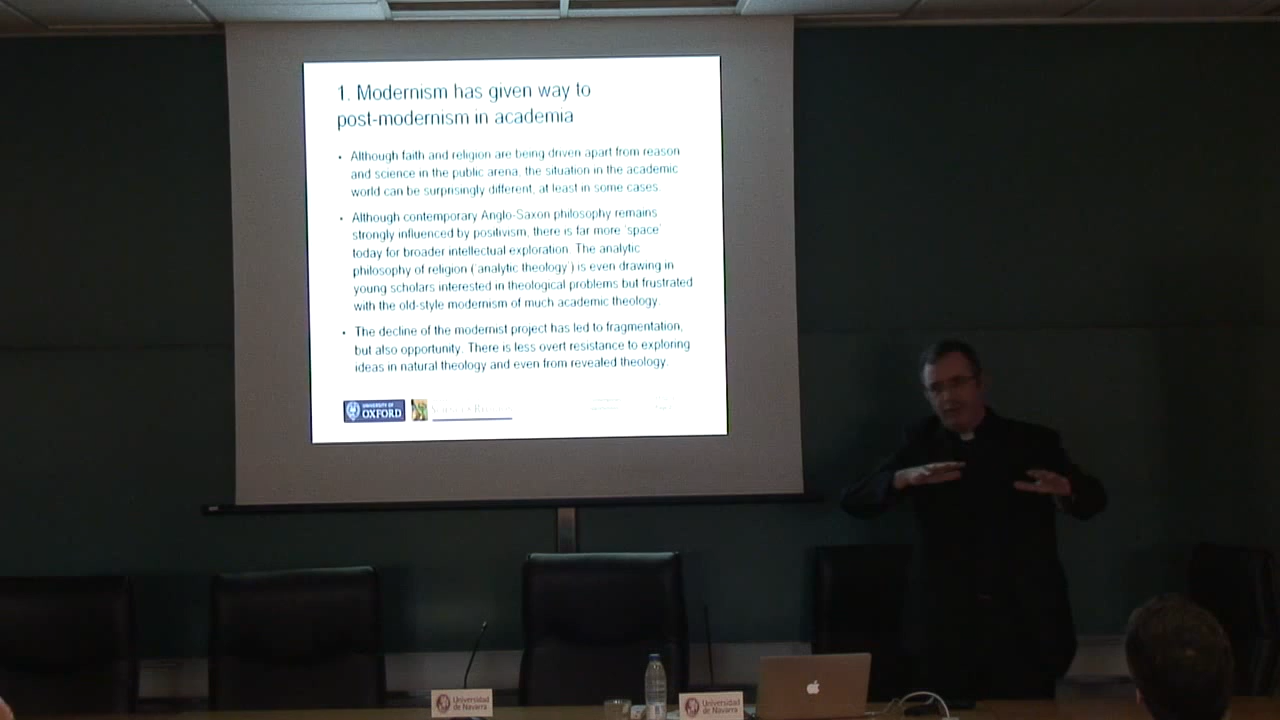 1. Modernism has given way to
post-modernism in academia
• Although faith and religion are being driven apart from reason
and science in the public arena, the situation in the academic
world can be surprisingly different, at least in some cases.
• Although contemporary Anglo-Saxon philosophy remains
strongly influenced by positivism, there is far more 'space'
today for broader intellectual exploration. The analytic
philosophy of religion ('analytic theology') is even drawing in
young scholars interested in theological problems but frustrated
with the old-style modernism of much academic theology.
• The decline of the modernist project has led to fragmentation,
but also opportunity. There is less overt resistance to exploring
ideas in natural theology and even from revealed theology.
UNIVERSITY OF
OXFORD
Universidad
de Navarra
Universidad
de Navarra